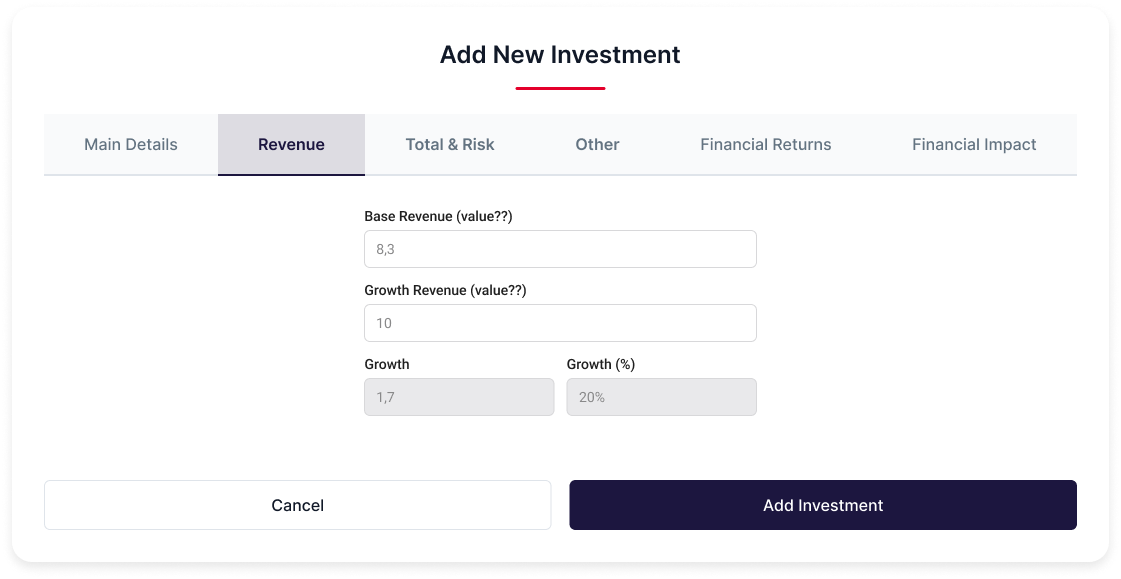 Add New Investment
Main Details Revenue Total & Risk Other Financial Returns Financial Impact
Base Revenue (value??)
8,3
Growth Revenue (value??)
10
Growth Growth (%)
1,7 20%
Cancel Add Investment